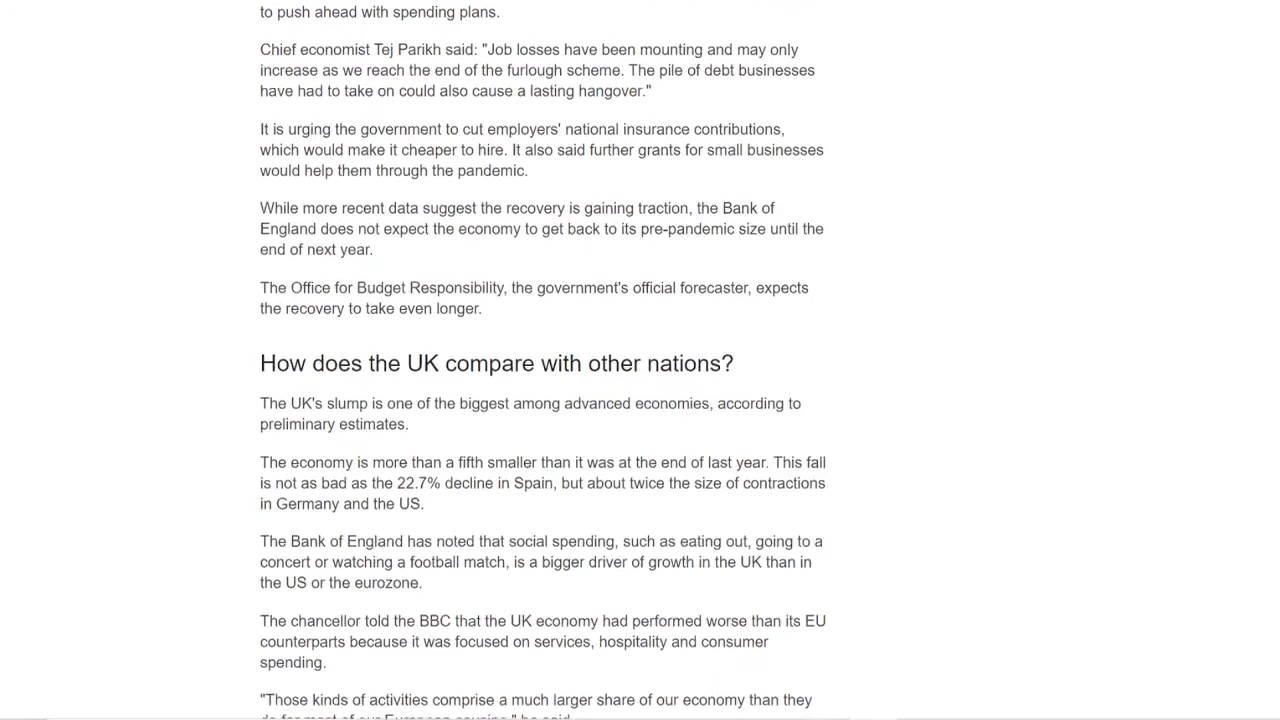 to push ahead with spending plans.
Chief economist Tej Parikh said: "Job losses have been mounting and may only
increase as we reach the end of the furlough scheme. The pile of debt businesses
have had to take on could also cause a lasting hangover."
It is urging the government to cut employers' national insurance contributions,
which would make it cheaper to hire. It also said further grants for small businesses
would help them through the pandemic.
While more recent data suggest the recovery is gaining traction, the Bank of
England does not expect the economy to get back to its pre-pandemic size until the
end of next year.
The Office for Budget Responsibility, the government's official forecaster, expects
the recovery to take even longer.
How does the UK compare with other nations?
The UK's slump is one of the biggest among advanced economies, according to
preliminary estimates.
The economy is more than a fifth smaller than it was at the end of last year. This fall
is not as bad as the 22.7% decline in Spain, but about twice the size of contractions
in Germany and the US.
The Bank of England has noted that social spending, such as eating out, going to a
concert or watching a football match, is a bigger driver of growth in the UK than in
the US or the eurozone.
The chancellor told the BBC that the UK economy had performed worse than its EU
counterparts because it was focused on services, hospitality and consumer
spending.
"Those kinds of activities comprise a much larger share of our economy than they
do for most of our European cousins," he said.